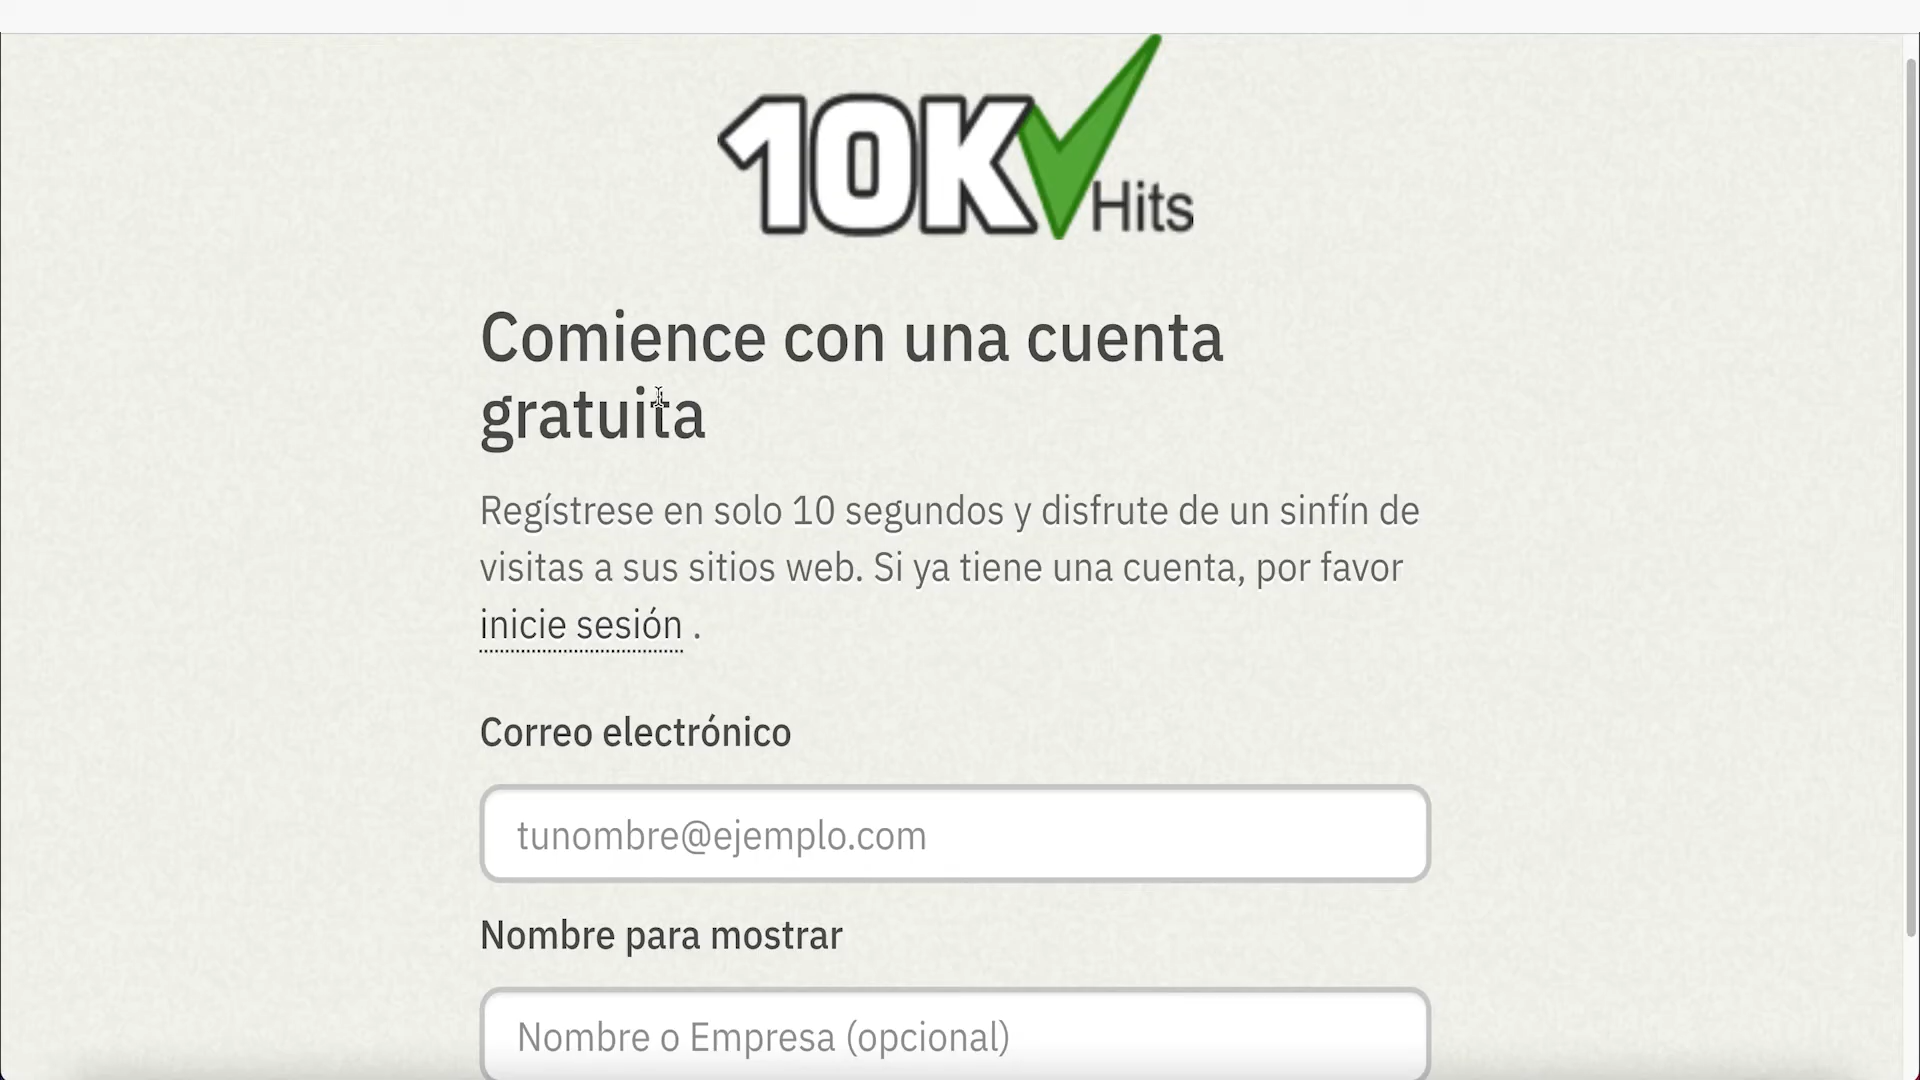 10K Hits
Comience con una cuenta
gratuita
Regístrese en solo 10 segundos y disfrute de un sinfín de
visitas a sus sitios web. Si ya tiene una cuenta, por favor
inicie sesión .
Correo electrónico
tunombre@ejemplo.com
Nombre para mostrar
Nombre o Empresa (opcional)